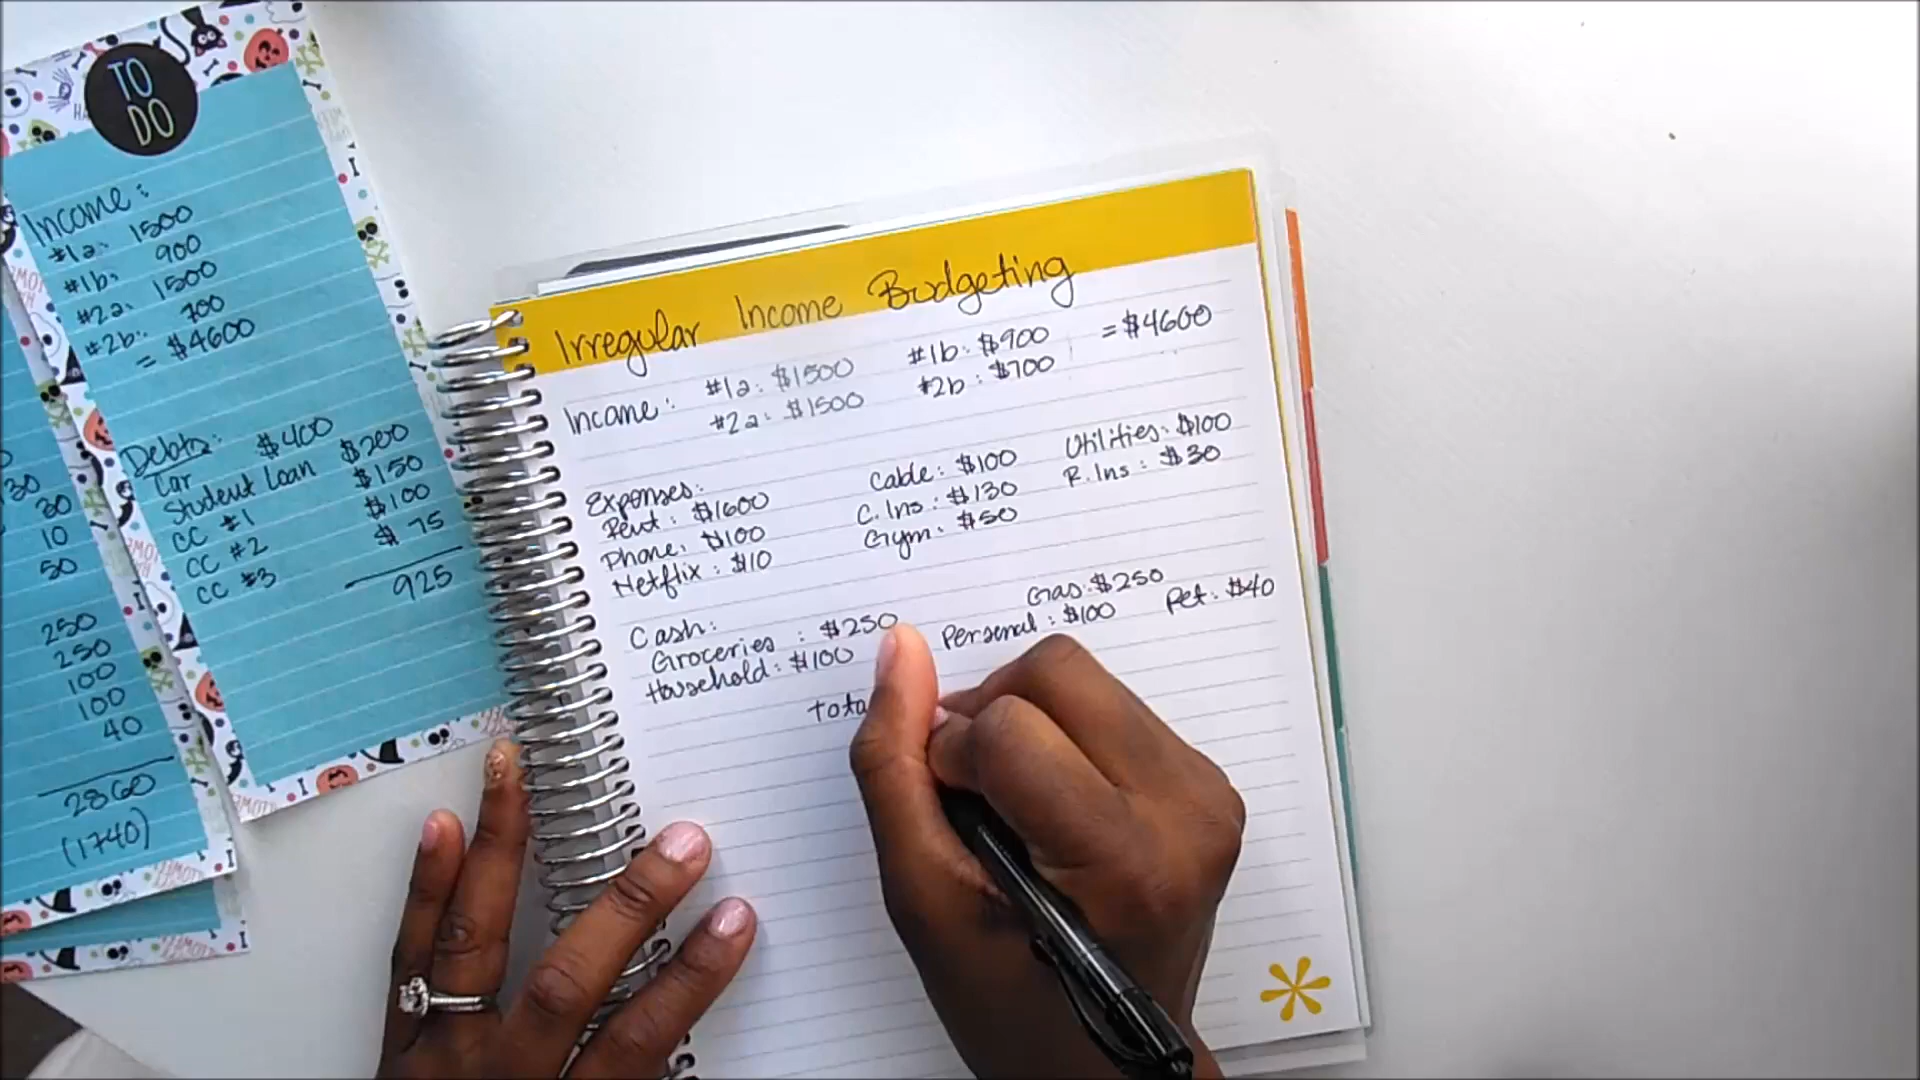 130
30
10
50
250
250
100
100
40
2860
(1740)
TO
DO
Income:
#1a: 1500
#1b: 900
#2a: 1500
#2b: 700
= $4600
Debts:
Car $400
Student Loan $200
CC #1 $150
CC #2 $100
CC #3 $75
925
Irregular Income Budgeting
Income: #1a: $1500 #1b: $900 = $4600
#2a: $1500 #2b: $700
Expenses:
Rent: $1600 Cable: $100 Utilities: $100
Phone: $100 C. Ins: $130 R. Ins: $30
Netflix: $10 Gym: $50
Cash:
Groceries: $250 Gas: $250
Household: $100 Personal: $100 Pet: $40
Tota